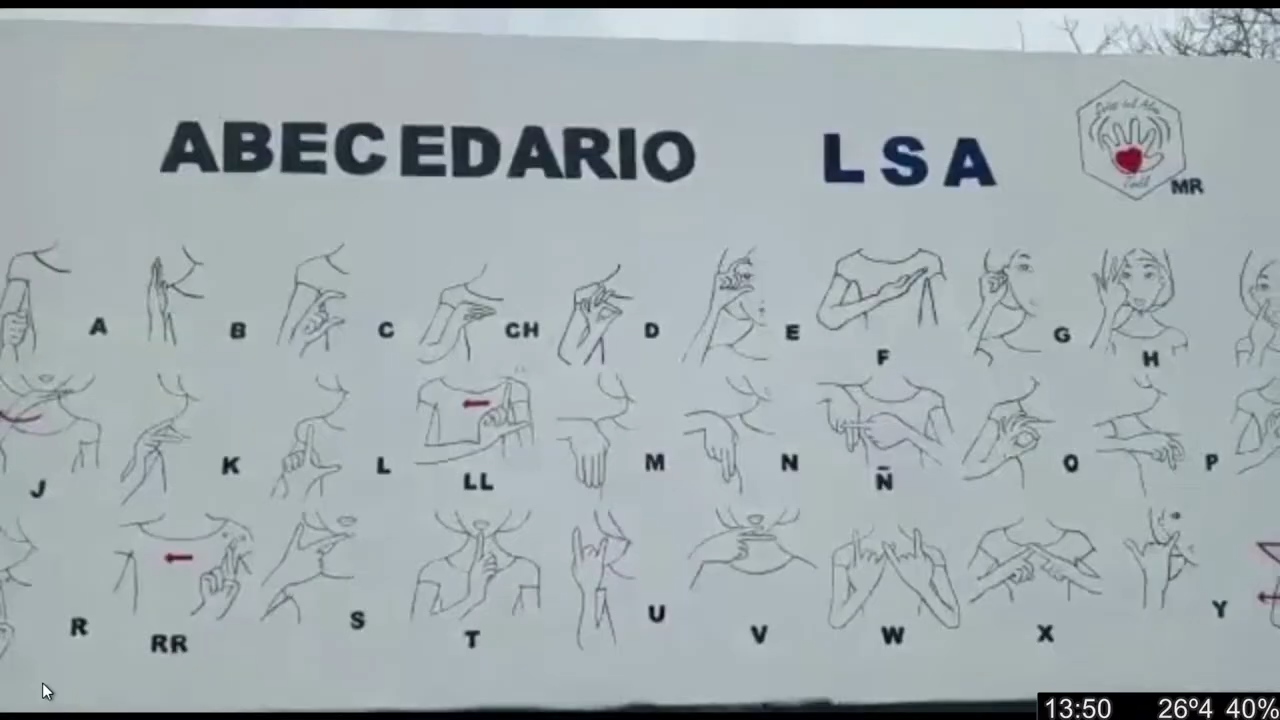 ABECEDARIO LSA
MR
A B C CH D E F G H
J K L LL M N Ñ O P
R RR S T U V W X Y
13:50 26º4 40%